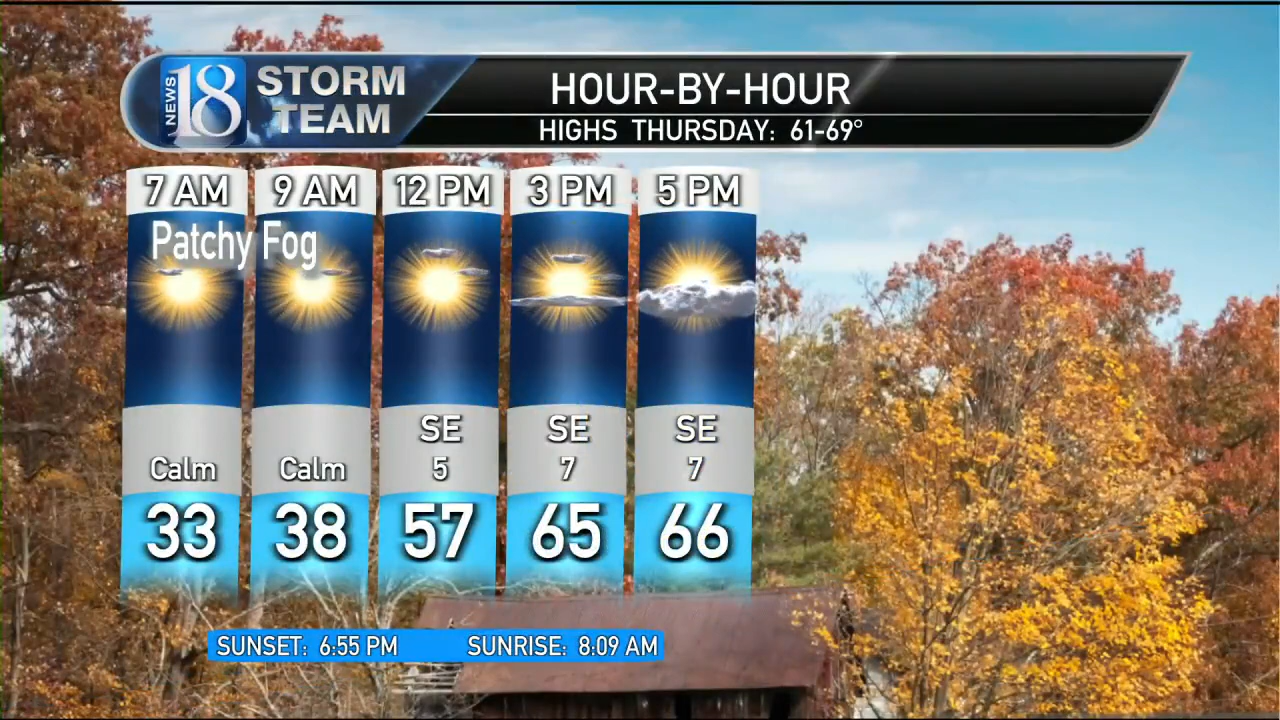 NEWS 18 STORM TEAM
HOUR-BY-HOUR
HIGHS THURSDAY: 61-69°
7 AM 9 AM 12 PM 3 PM 5 PM
Patchy Fog
SE SE SE
Calm Calm 5 7 7
33 38 57 65 66
SUNSET: 6:55 PM SUNRISE: 8:09 AM